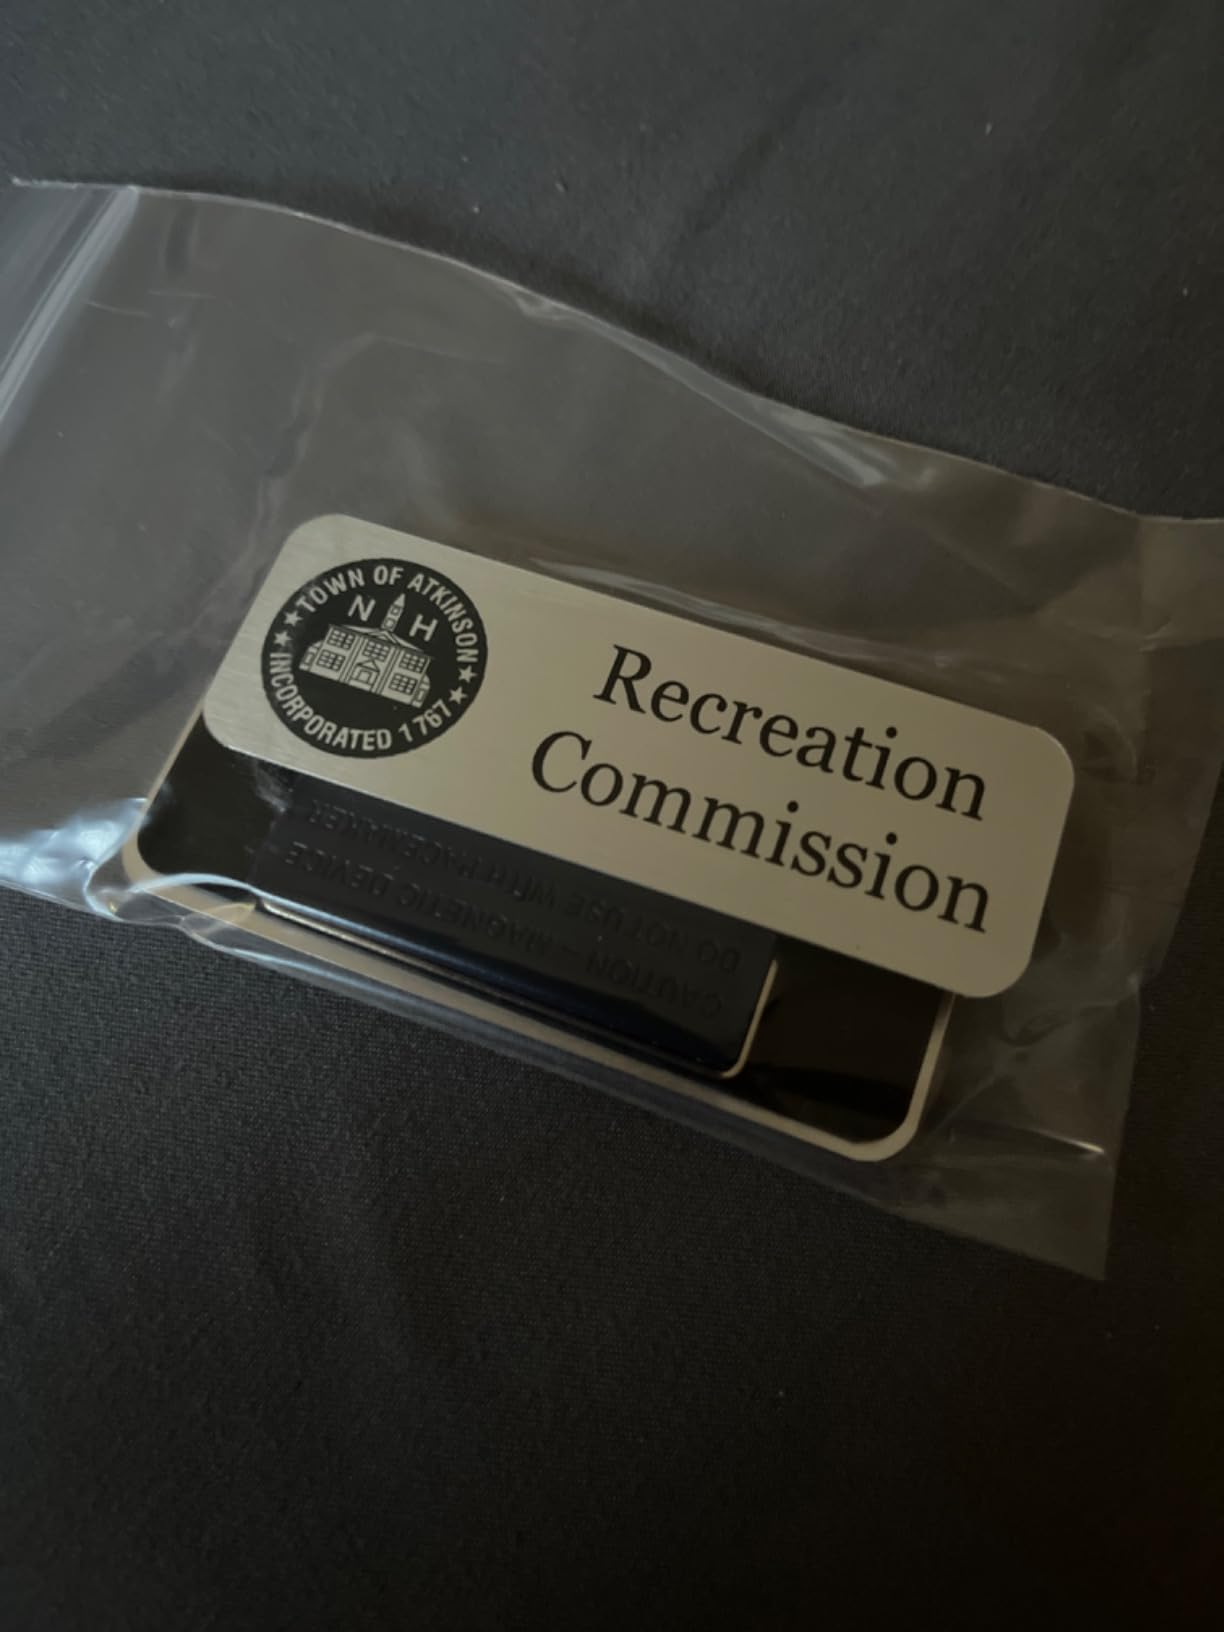 TOWN OF ATKINSON
N H
INCORPORATED 1767
Recreation
Commission
CAUTION – MAGNETIC DEVICE –
DO NOT USE WITH PACEMAKER